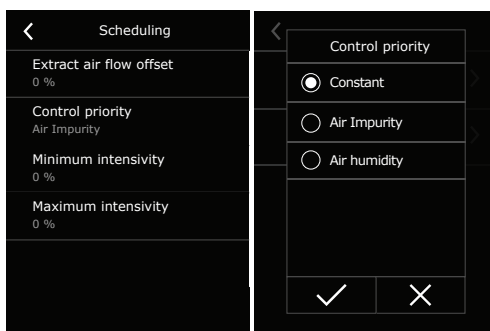 Scheduling
Extract air flow offset
0 %
Control priority
Air Impurity
Minimum intensivity
0 %
Maximum intensivity
0 %
Control priority
Constant
Air Impurity
Air humidity